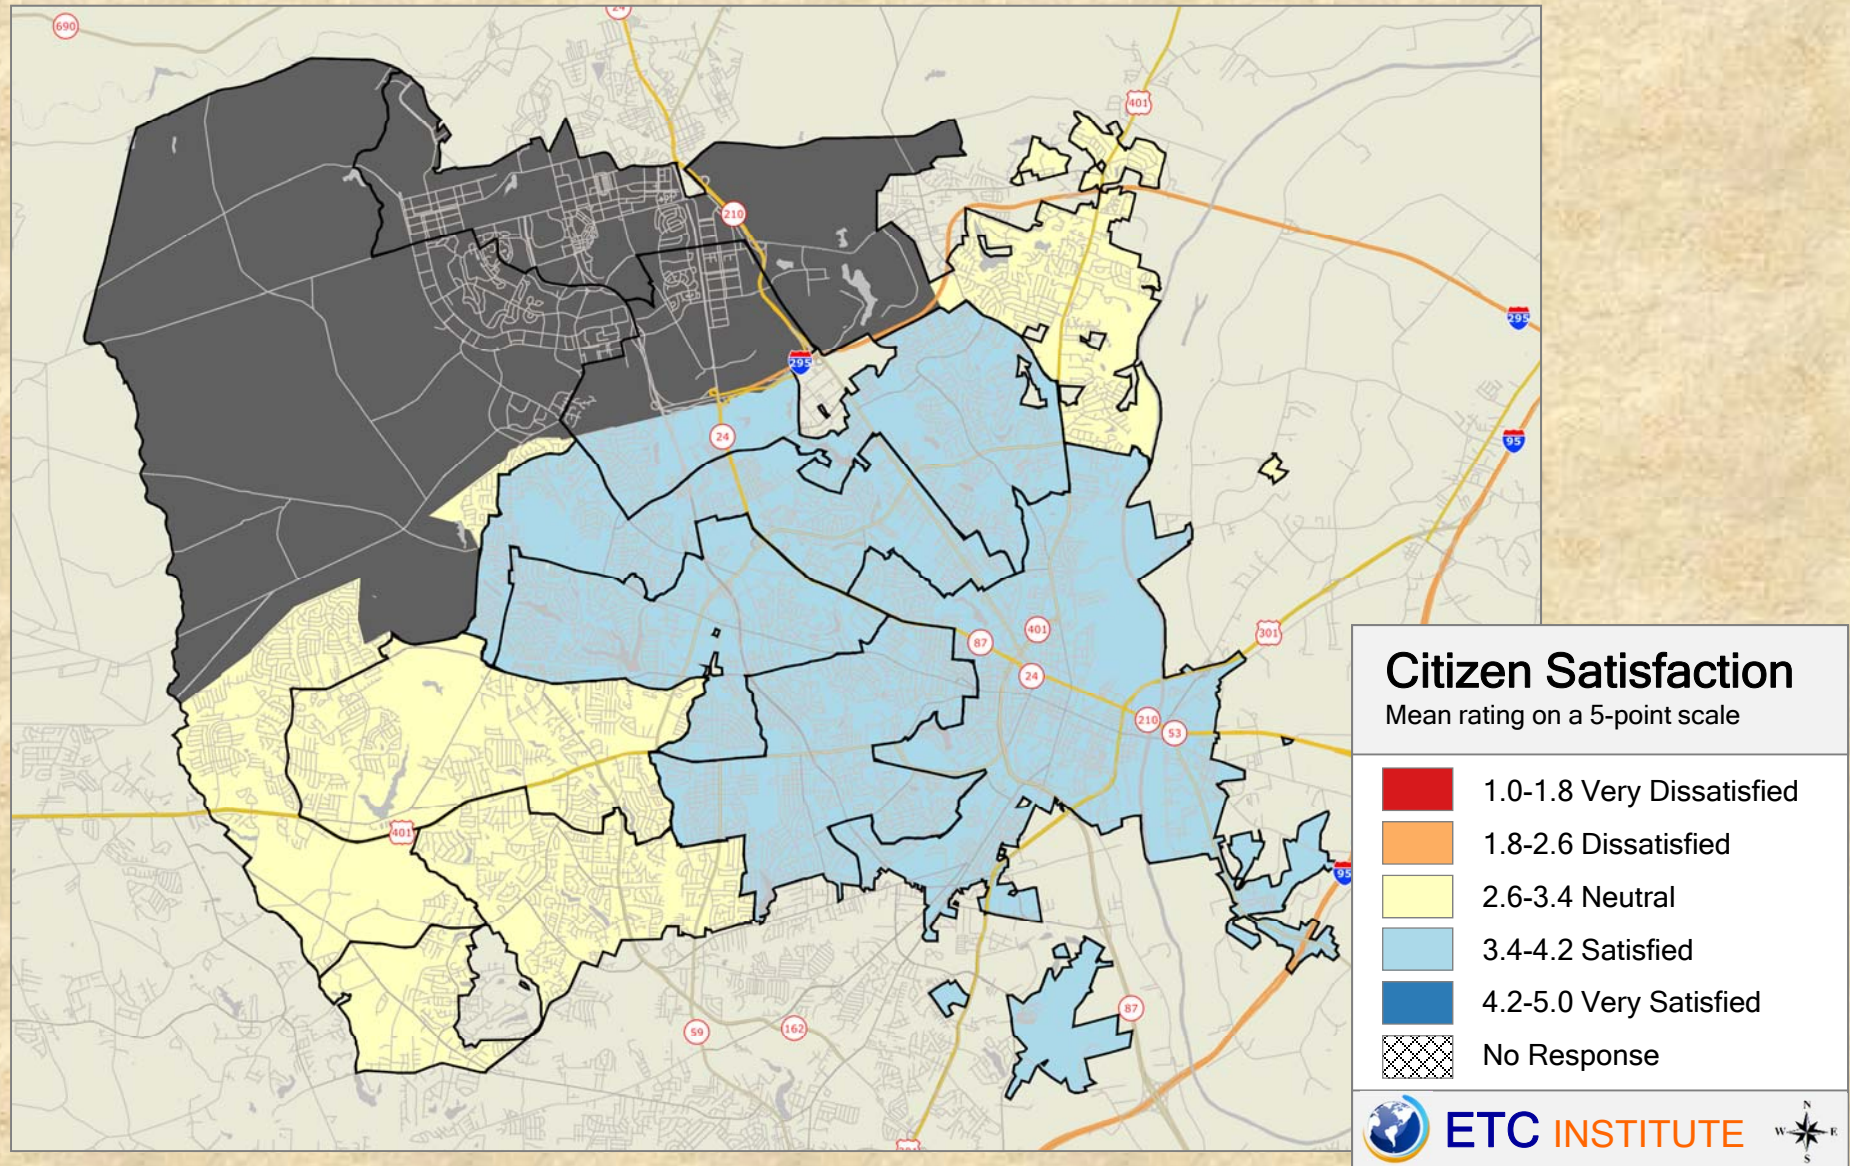 690
24
401
210
295
295
24
95
87
401
24
301
210
53
401
95
59
162
87
Citizen Satisfaction
Mean rating on a 5-point scale
1.0-1.8 Very Dissatisfied
1.8-2.6 Dissatisfied
2.6-3.4 Neutral
3.4-4.2 Satisfied
4.2-5.0 Very Satisfied
No Response
ETC INSTITUTE
N
W E
S